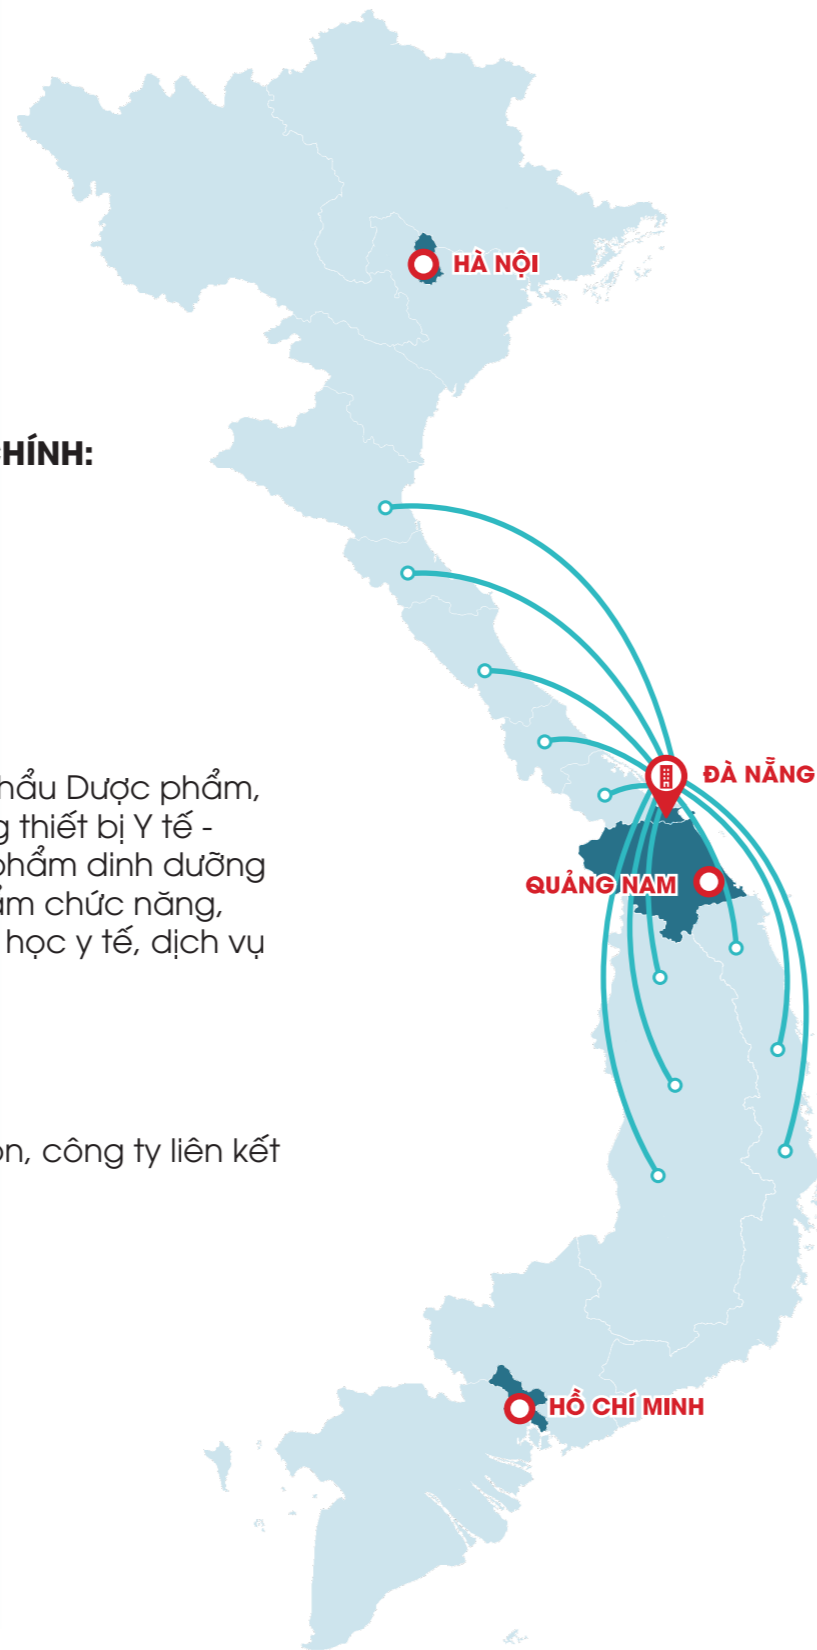 HÀ NỘI
CHÍNH:
hẩu Dược phẩm,
ĐÀ NẴNG
g thiết bị Y tế -
phẩm dinh dưỡng
ẩm chức năng,
QUẢNG NAM
học y tế, dịch vụ
on, công ty liên kết
HỒ CHÍ MINH